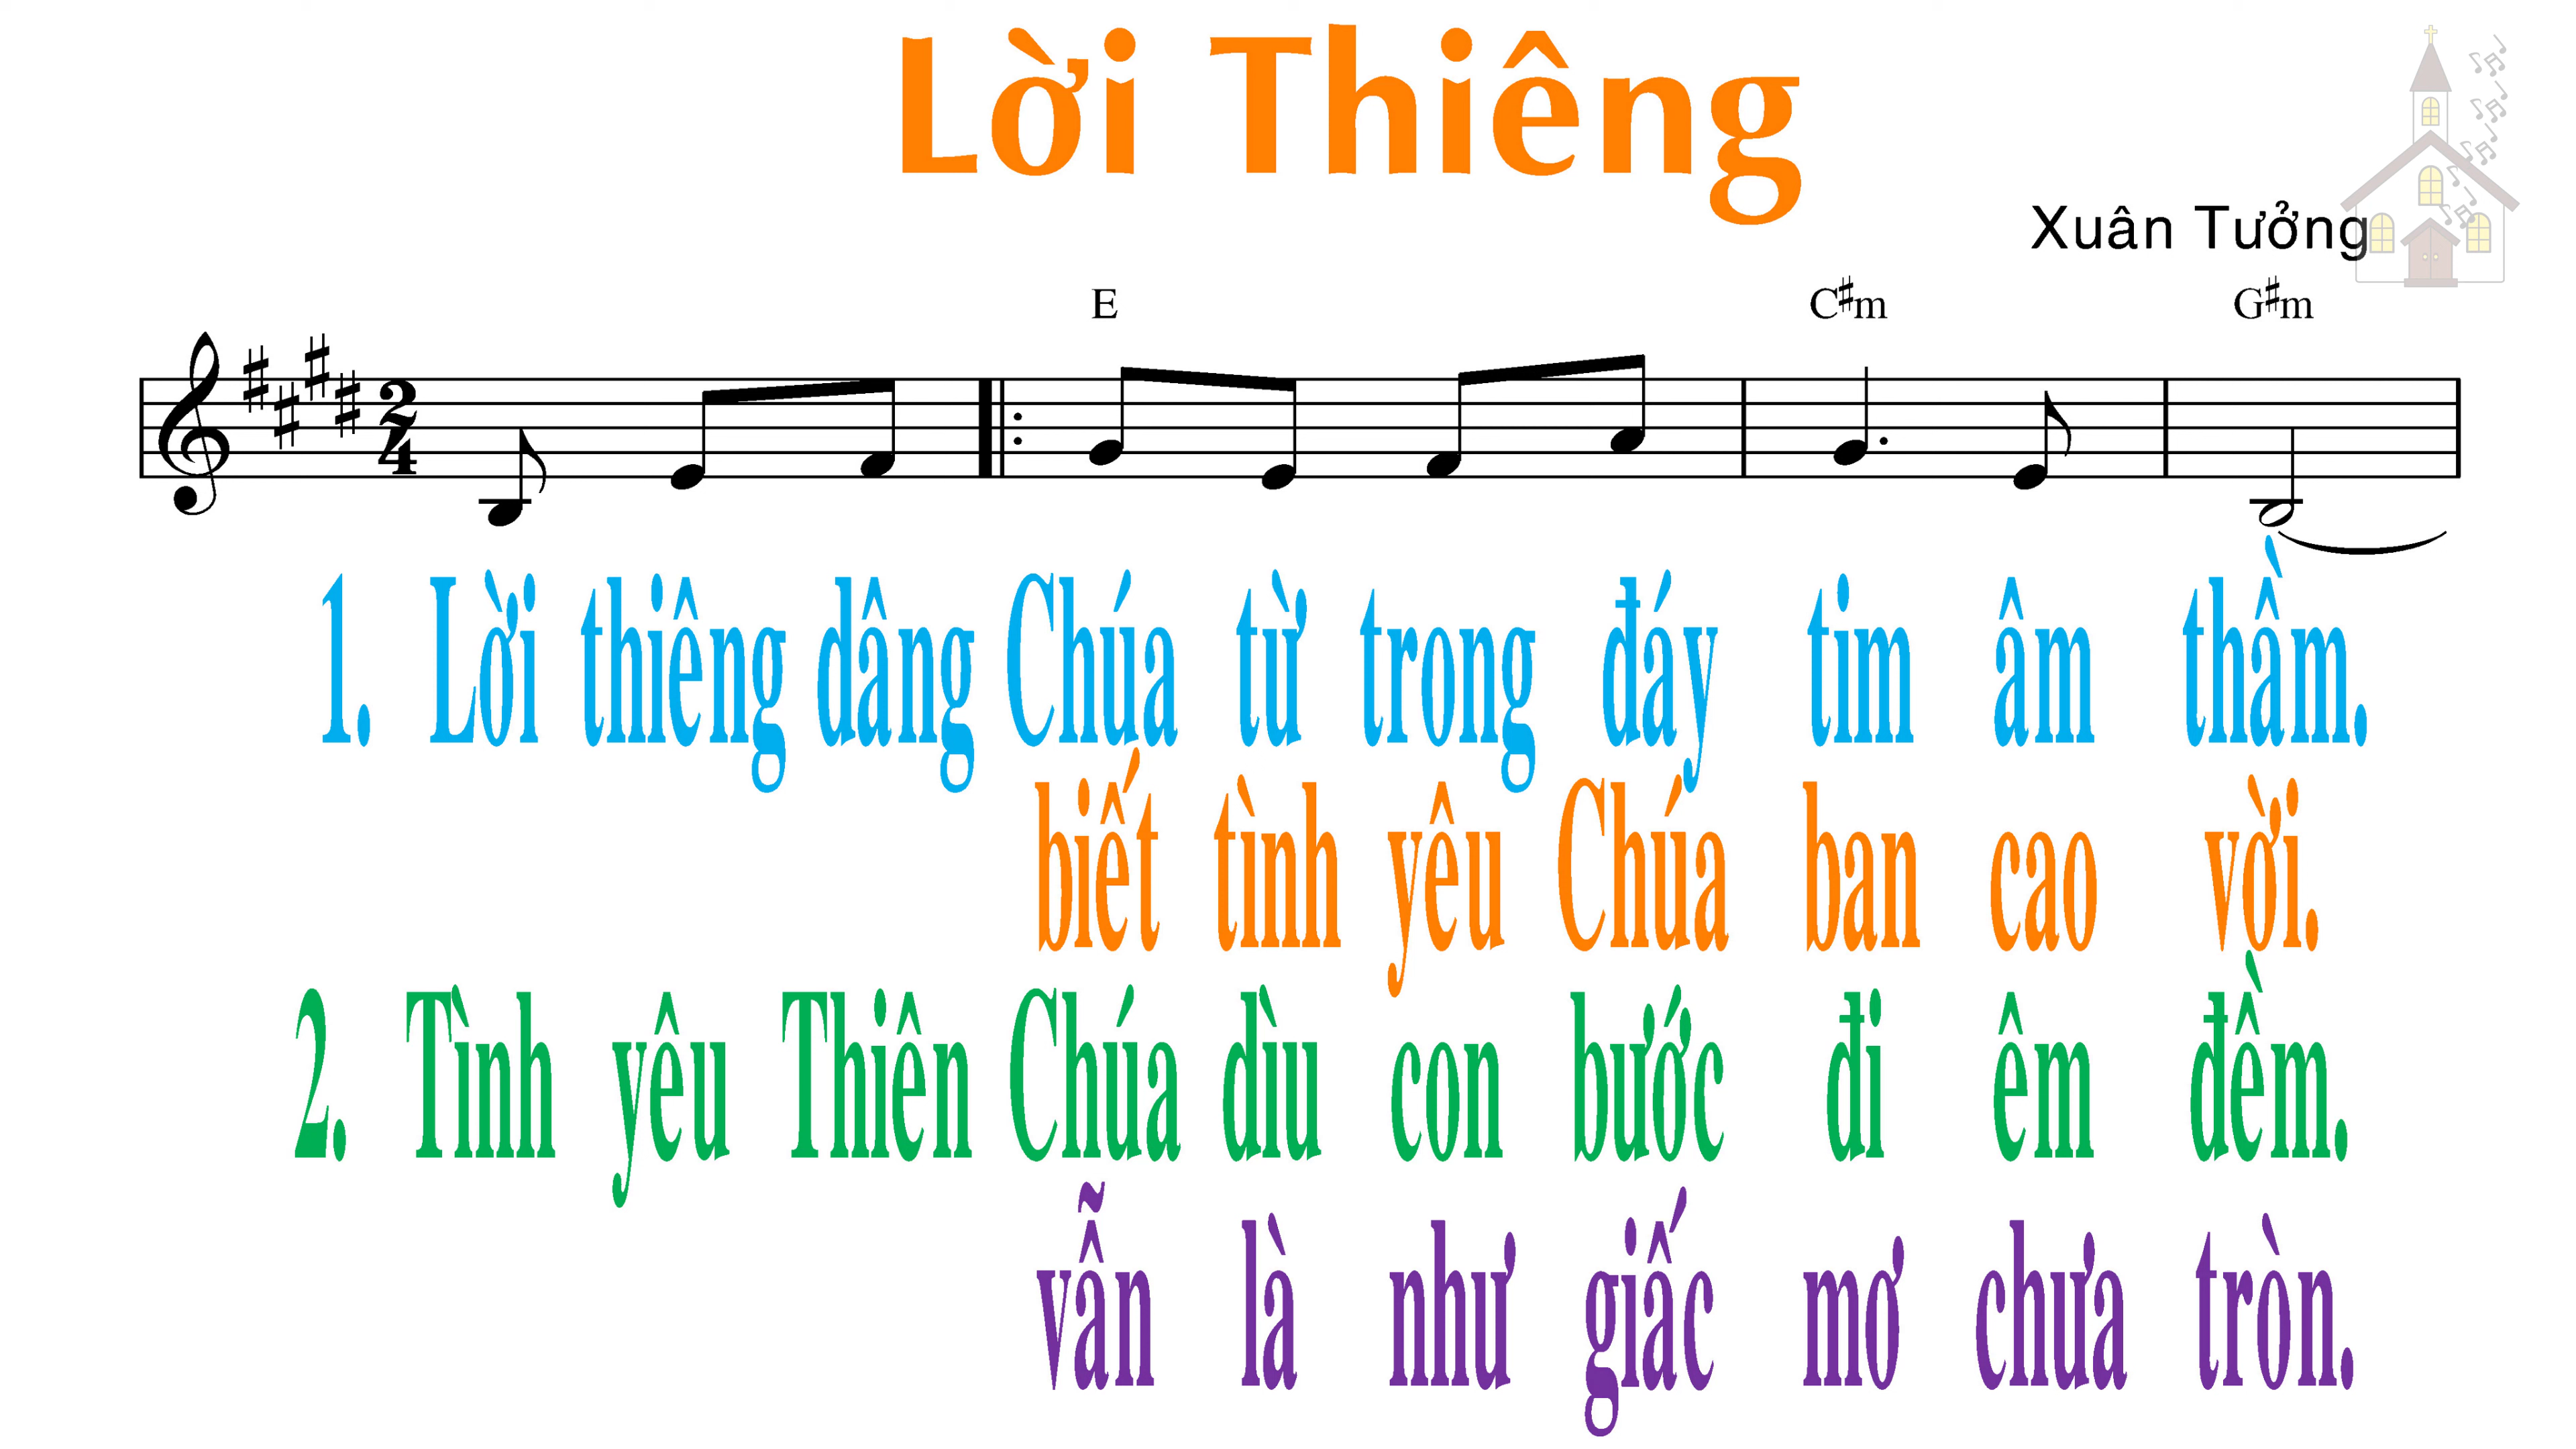 Lời Thiêng
Xuân Tưởng
E C#m G#m
2
4
1. Lời thiêng dâng Chúa từ trong đáy tim âm thầm.
biết tình yêu Chúa ban cao vời.
2. Tình yêu Thiên Chúa dìu con bước đi êm đềm.
vẫn là như giấc mơ chưa tròn.